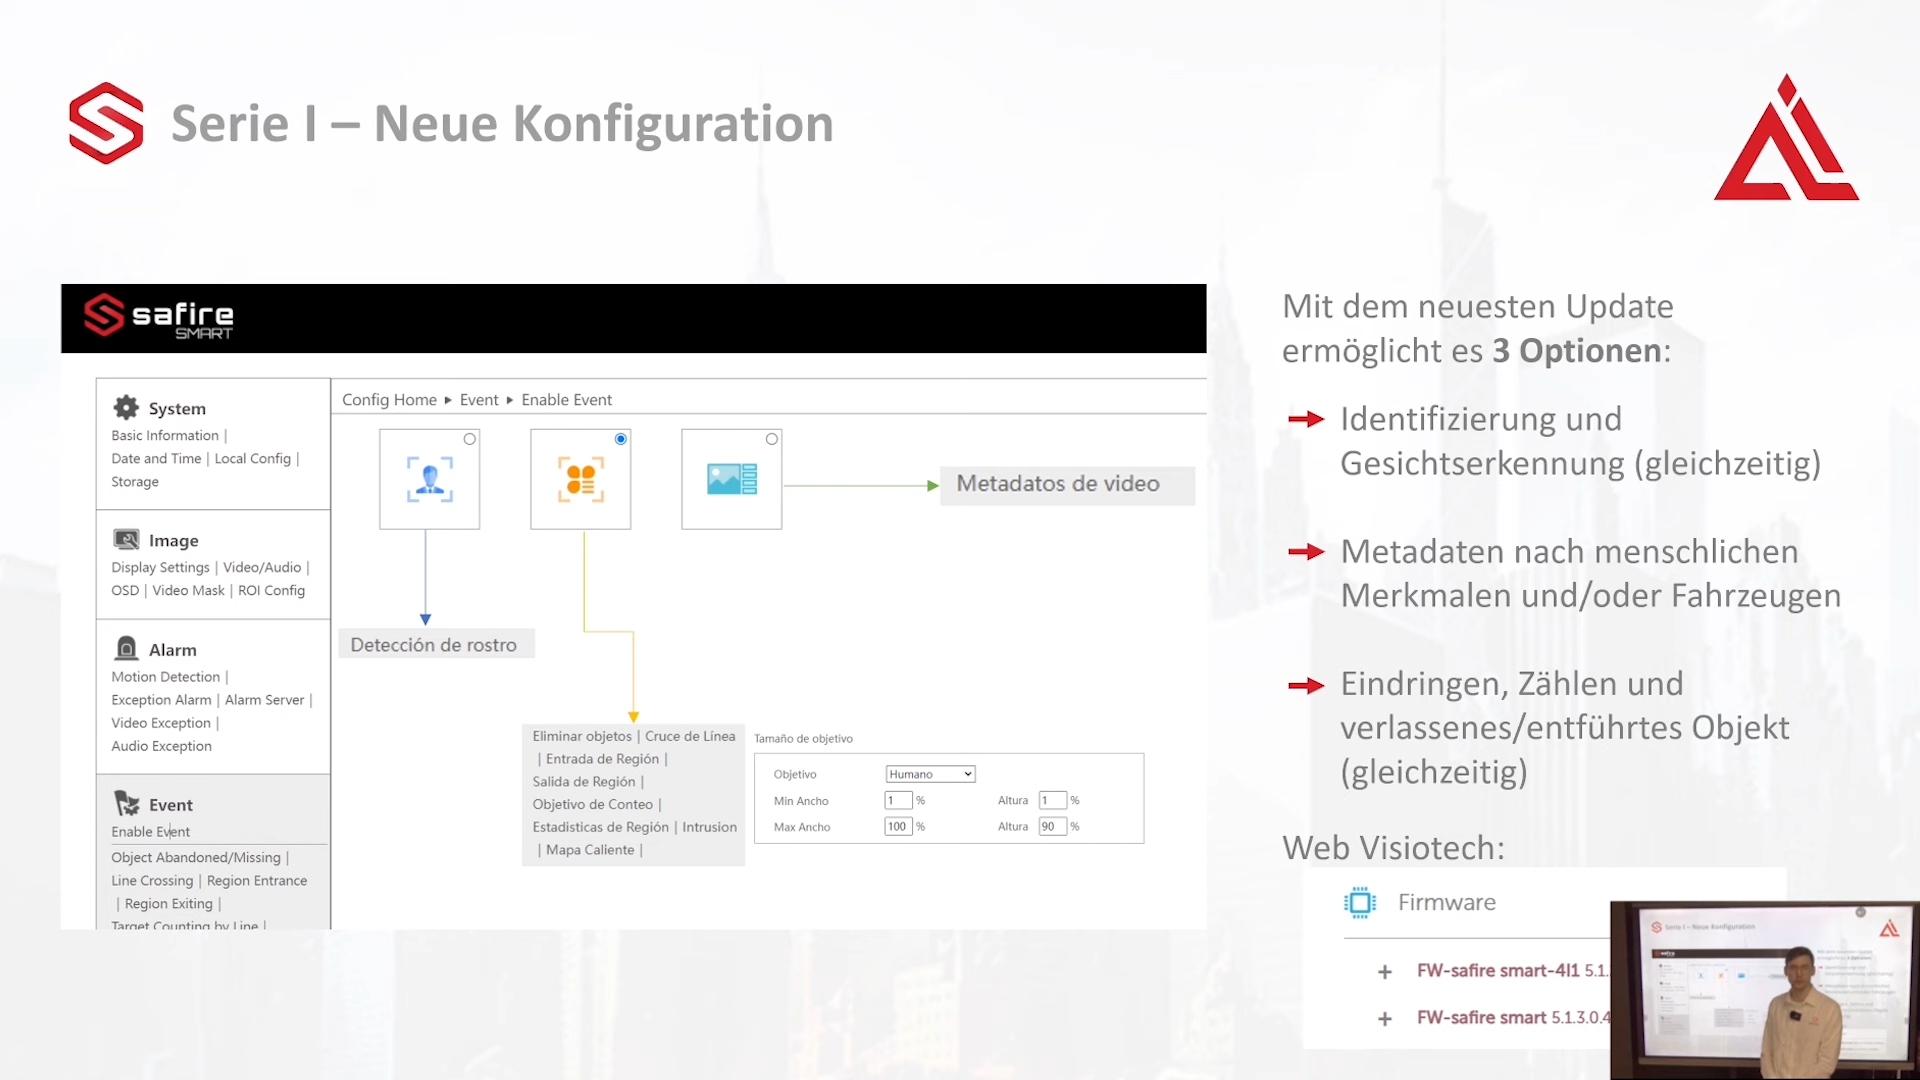 Serie I – Neue Konfiguration
safire
SMART
System
Basic Information |
Date and Time | Local Config |
Storage
Image
Display Settings | Video/Audio |
OSD | Video Mask | ROI Config
Alarm
Motion Detection |
Exception Alarm | Alarm Server |
Video Exception |
Audio Exception
Event
Enable Event
Object Abandoned/Missing |
Line Crossing | Region Entrance
| Region Exiting |
Target Counting by Line |
Config Home ▸ Event ▸ Enable Event
Metadatos de video
Detección de rostro
Eliminar objetos | Cruce de Línea
| Entrada de Región |
Salida de Región |
Objetivo de Conteo |
Estadisticas de Región | Intrusion
| Mapa Caliente |
Tamaño de objetivo
Objetivo Humano
Min Ancho 1 % Altura 1 %
Max Ancho 100 % Altura 90 %
Mit dem neuesten Update
ermöglicht es 3 Optionen:
Identifizierung und
Gesichtserkennung (gleichzeitig)
Metadaten nach menschlichen
Merkmalen und/oder Fahrzeugen
Eindringen, Zählen und
verlassenes/entführtes Objekt
(gleichzeitig)
Web Visiotech:
Firmware
+ FW-safire smart-4I1 5.1.
+ FW-safire smart 5.1.3.0.4
Serie I – Neue Konfiguration